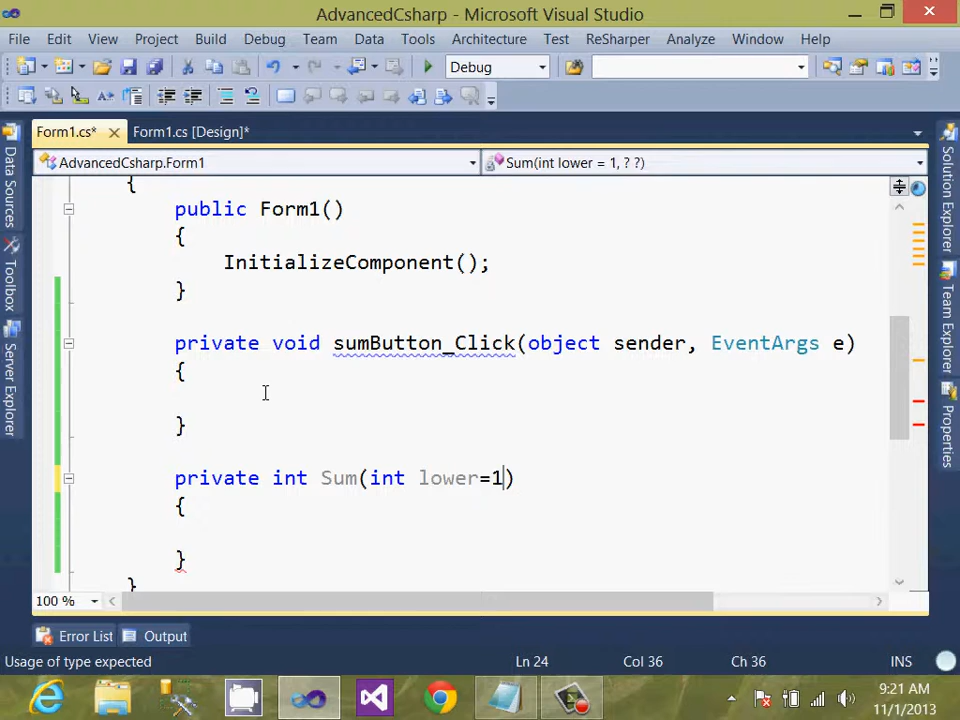 AdvancedCsharp - Microsoft Visual Studio
File Edit View Project Build Debug Team Data Tools Architecture Test ReSharper Analyze Window Help
Debug
Form1.cs* Form1.cs [Design]*
AdvancedCsharp.Form1 Sum(int lower = 1, ? ?)
{
public Form1()
{
InitializeComponent();
}
private void sumButton_Click(object sender, EventArgs e)
{
}
private int Sum(int lower=1)
{
}
}
Data Sources
Toolbox
Server Explorer
Solution Explorer
Team Explorer
Properties
100 %
Error List Output
Usage of type expected Ln 24 Col 36 Ch 36 INS
9:21 AM
11/1/2013